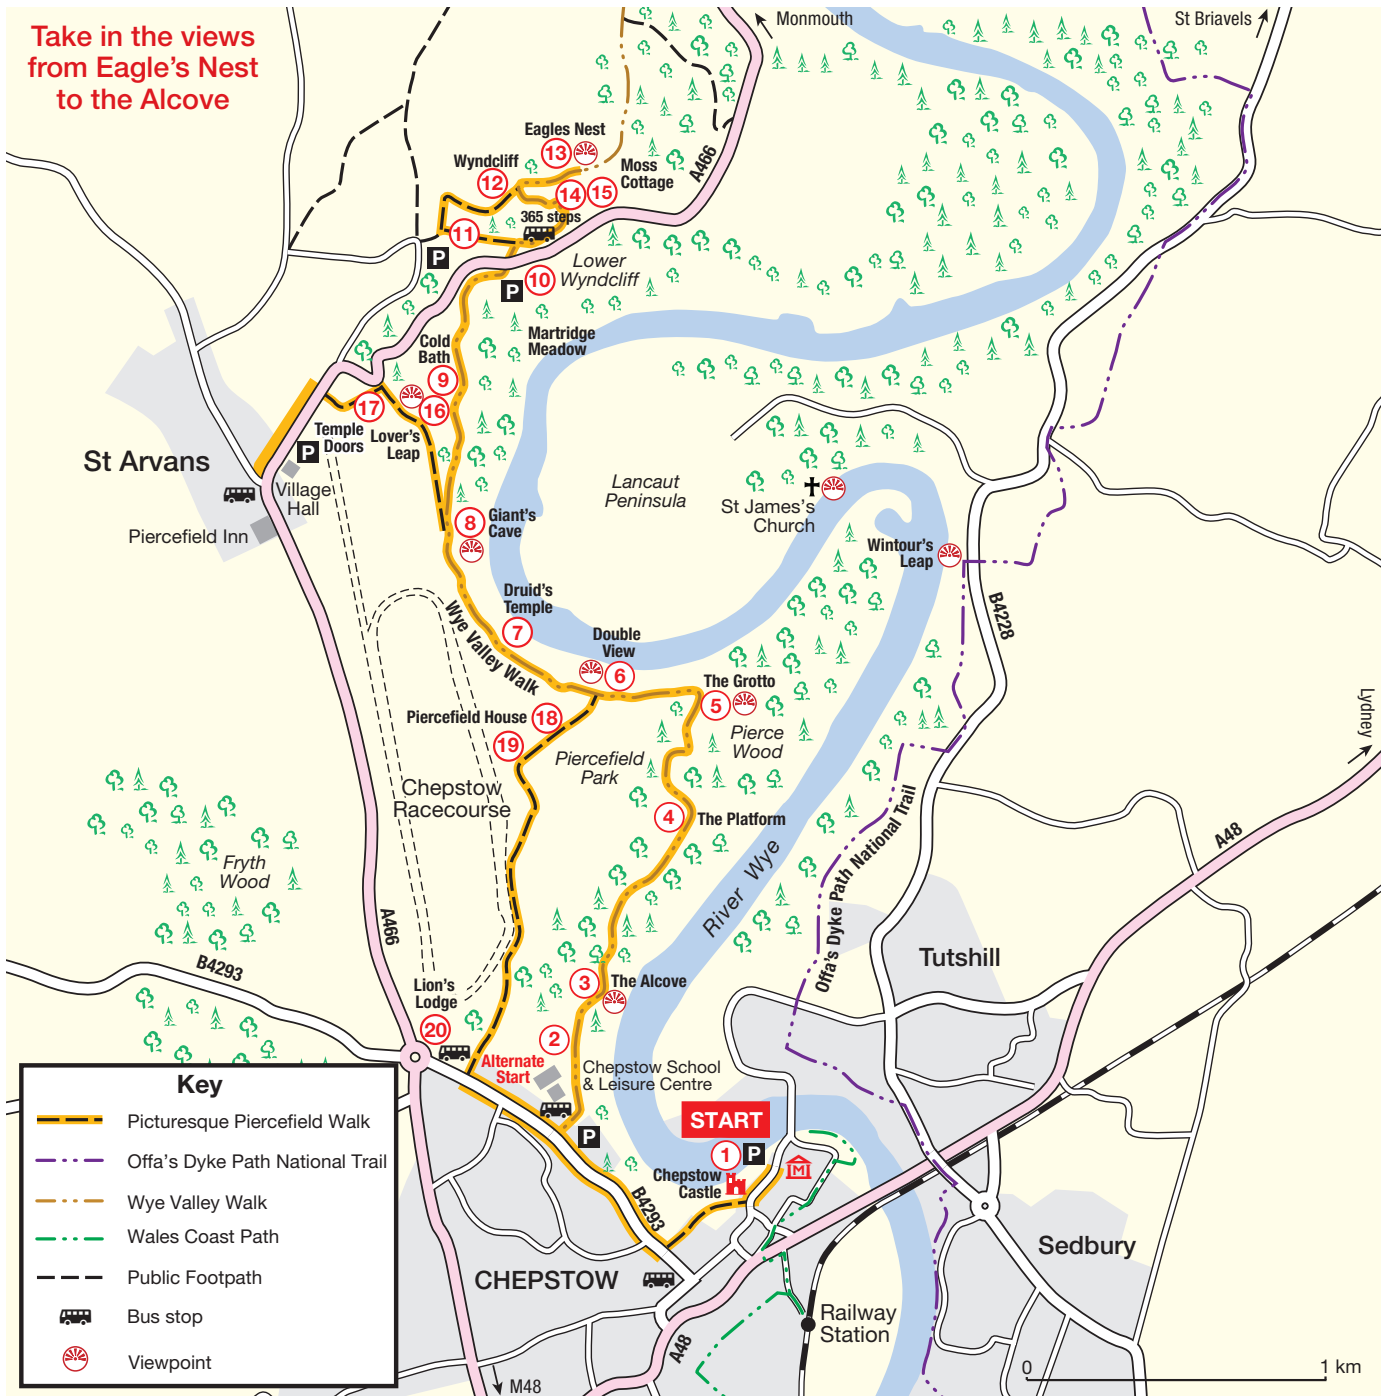 Take in the views
from Eagle's Nest
to the Alcove
Monmouth
St Briavels
A466
Eagles Nest
13
Wyndcliff
12
Moss
Cottage
14
15
365 steps
11
P
Lower
Wyndcliff
10
P
Martridge
Meadow
Cold
Bath
9
16
17
Temple
Doors
Lover's
Leap
P
St Arvans
Village
Hall
Piercefield Inn
Lancaut
Peninsula
St James's
Church
8
Giant's
Cave
Wintour's
Leap
B4228
Druid's
Temple
7
Wye Valley Walk
Double
View
6
The Grotto
5
Pierce
Wood
Piercefield House
18
19
Piercefield
Park
Lydney
Chepstow
Racecourse
4
The Platform
A48
Fryth
Wood
River Wye
Offa's Dyke Path National Trail
A466
B4293
Tutshill
Lion's
Lodge
20
3
The Alcove
2
Alternate
Start
Chepstow School
& Leisure Centre
P
START
1
P
Chepstow
Castle
M
B4293
CHEPSTOW
Sedbury
Railway
Station
A48
M48
0
1 km
Key
Picturesque Piercefield Walk
Offa's Dyke Path National Trail
Wye Valley Walk
Wales Coast Path
Public Footpath
Bus stop
Viewpoint